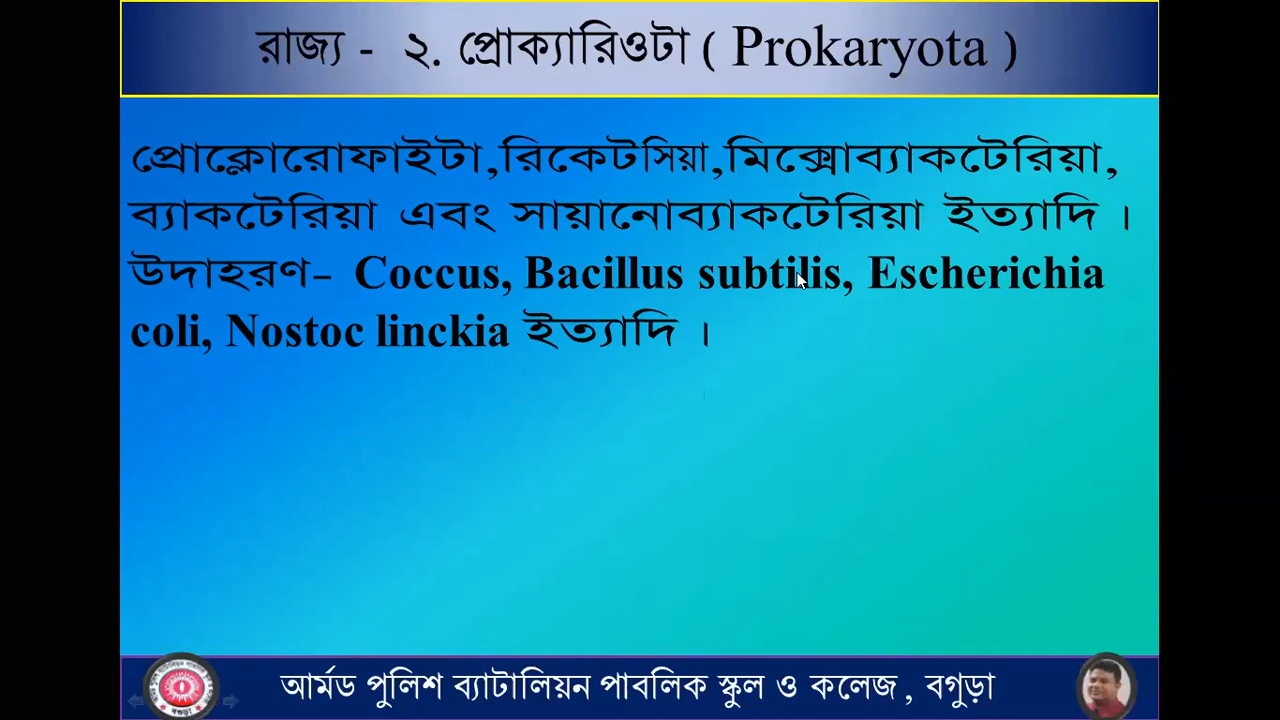 রাজ্য - ২. প্রোক্যারিওটা ( Prokaryota )
প্রোক্লোরোফাইটা,রিকেটসিয়া,মিক্সোব্যাকটেরিয়া,
ব্যাকটেরিয়া এবং সায়ানোব্যাকটেরিয়া ইত্যাদি ।
উদাহরণ- Coccus, Bacillus subtilis, Escherichia
coli, Nostoc linckia ইত্যাদি ।
আর্মড পুলিশ ব্যাটালিয়ন পাবলিক স্কুল ও কলেজ, বগুড়া